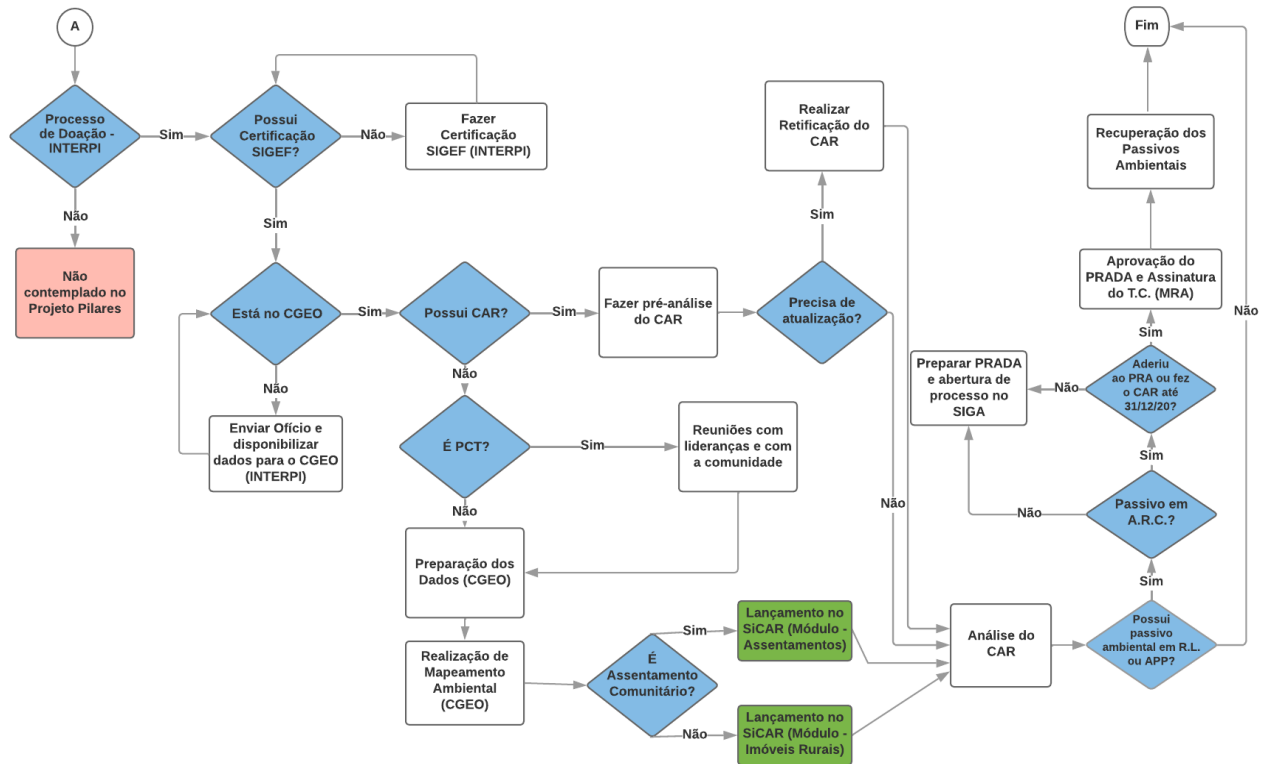 A
Processo
de Doação -
INTERPI
Sim
Possui
Certificação
SIGEF?
Não
Fazer
Certificação
SIGEF (INTERPI)
Não
Não
contemplado no
Projeto Pilares
Sim
Está no CGEO
Não
Enviar Ofício e
disponibilizar
dados para o CGEO
(INTERPI)
Sim
Possui CAR?
Sim
Fazer pré-análise
do CAR
Precisa de
atualização?
Sim
Realizar
Retificação do
CAR
Não
Não
É PCT?
Sim
Reuniões com
lideranças e com
a comunidade
Não
Preparação dos
Dados (CGEO)
Realização de
Mapeamento
Ambiental
(CGEO)
É
Assentamento
Comunitário?
Sim
Lançamento no
SiCAR (Módulo -
Assentamentos)
Não
Lançamento no
SiCAR (Módulo -
Imóveis Rurais)
Análise do
CAR
Possui
passivo
ambiental em R.L.
ou APP?
Sim
Passivo em
A.R.C.?
Não
Sim
Aderiu
ao PRA ou fez
o CAR até
31/12/20?
Não
Preparar PRADA
e abertura de
processo no
SIGA
Sim
Aprovação do
PRADA e Assinatura
do T.C. (MRA)
Recuperação dos
Passivos
Ambientais
Não
Fim